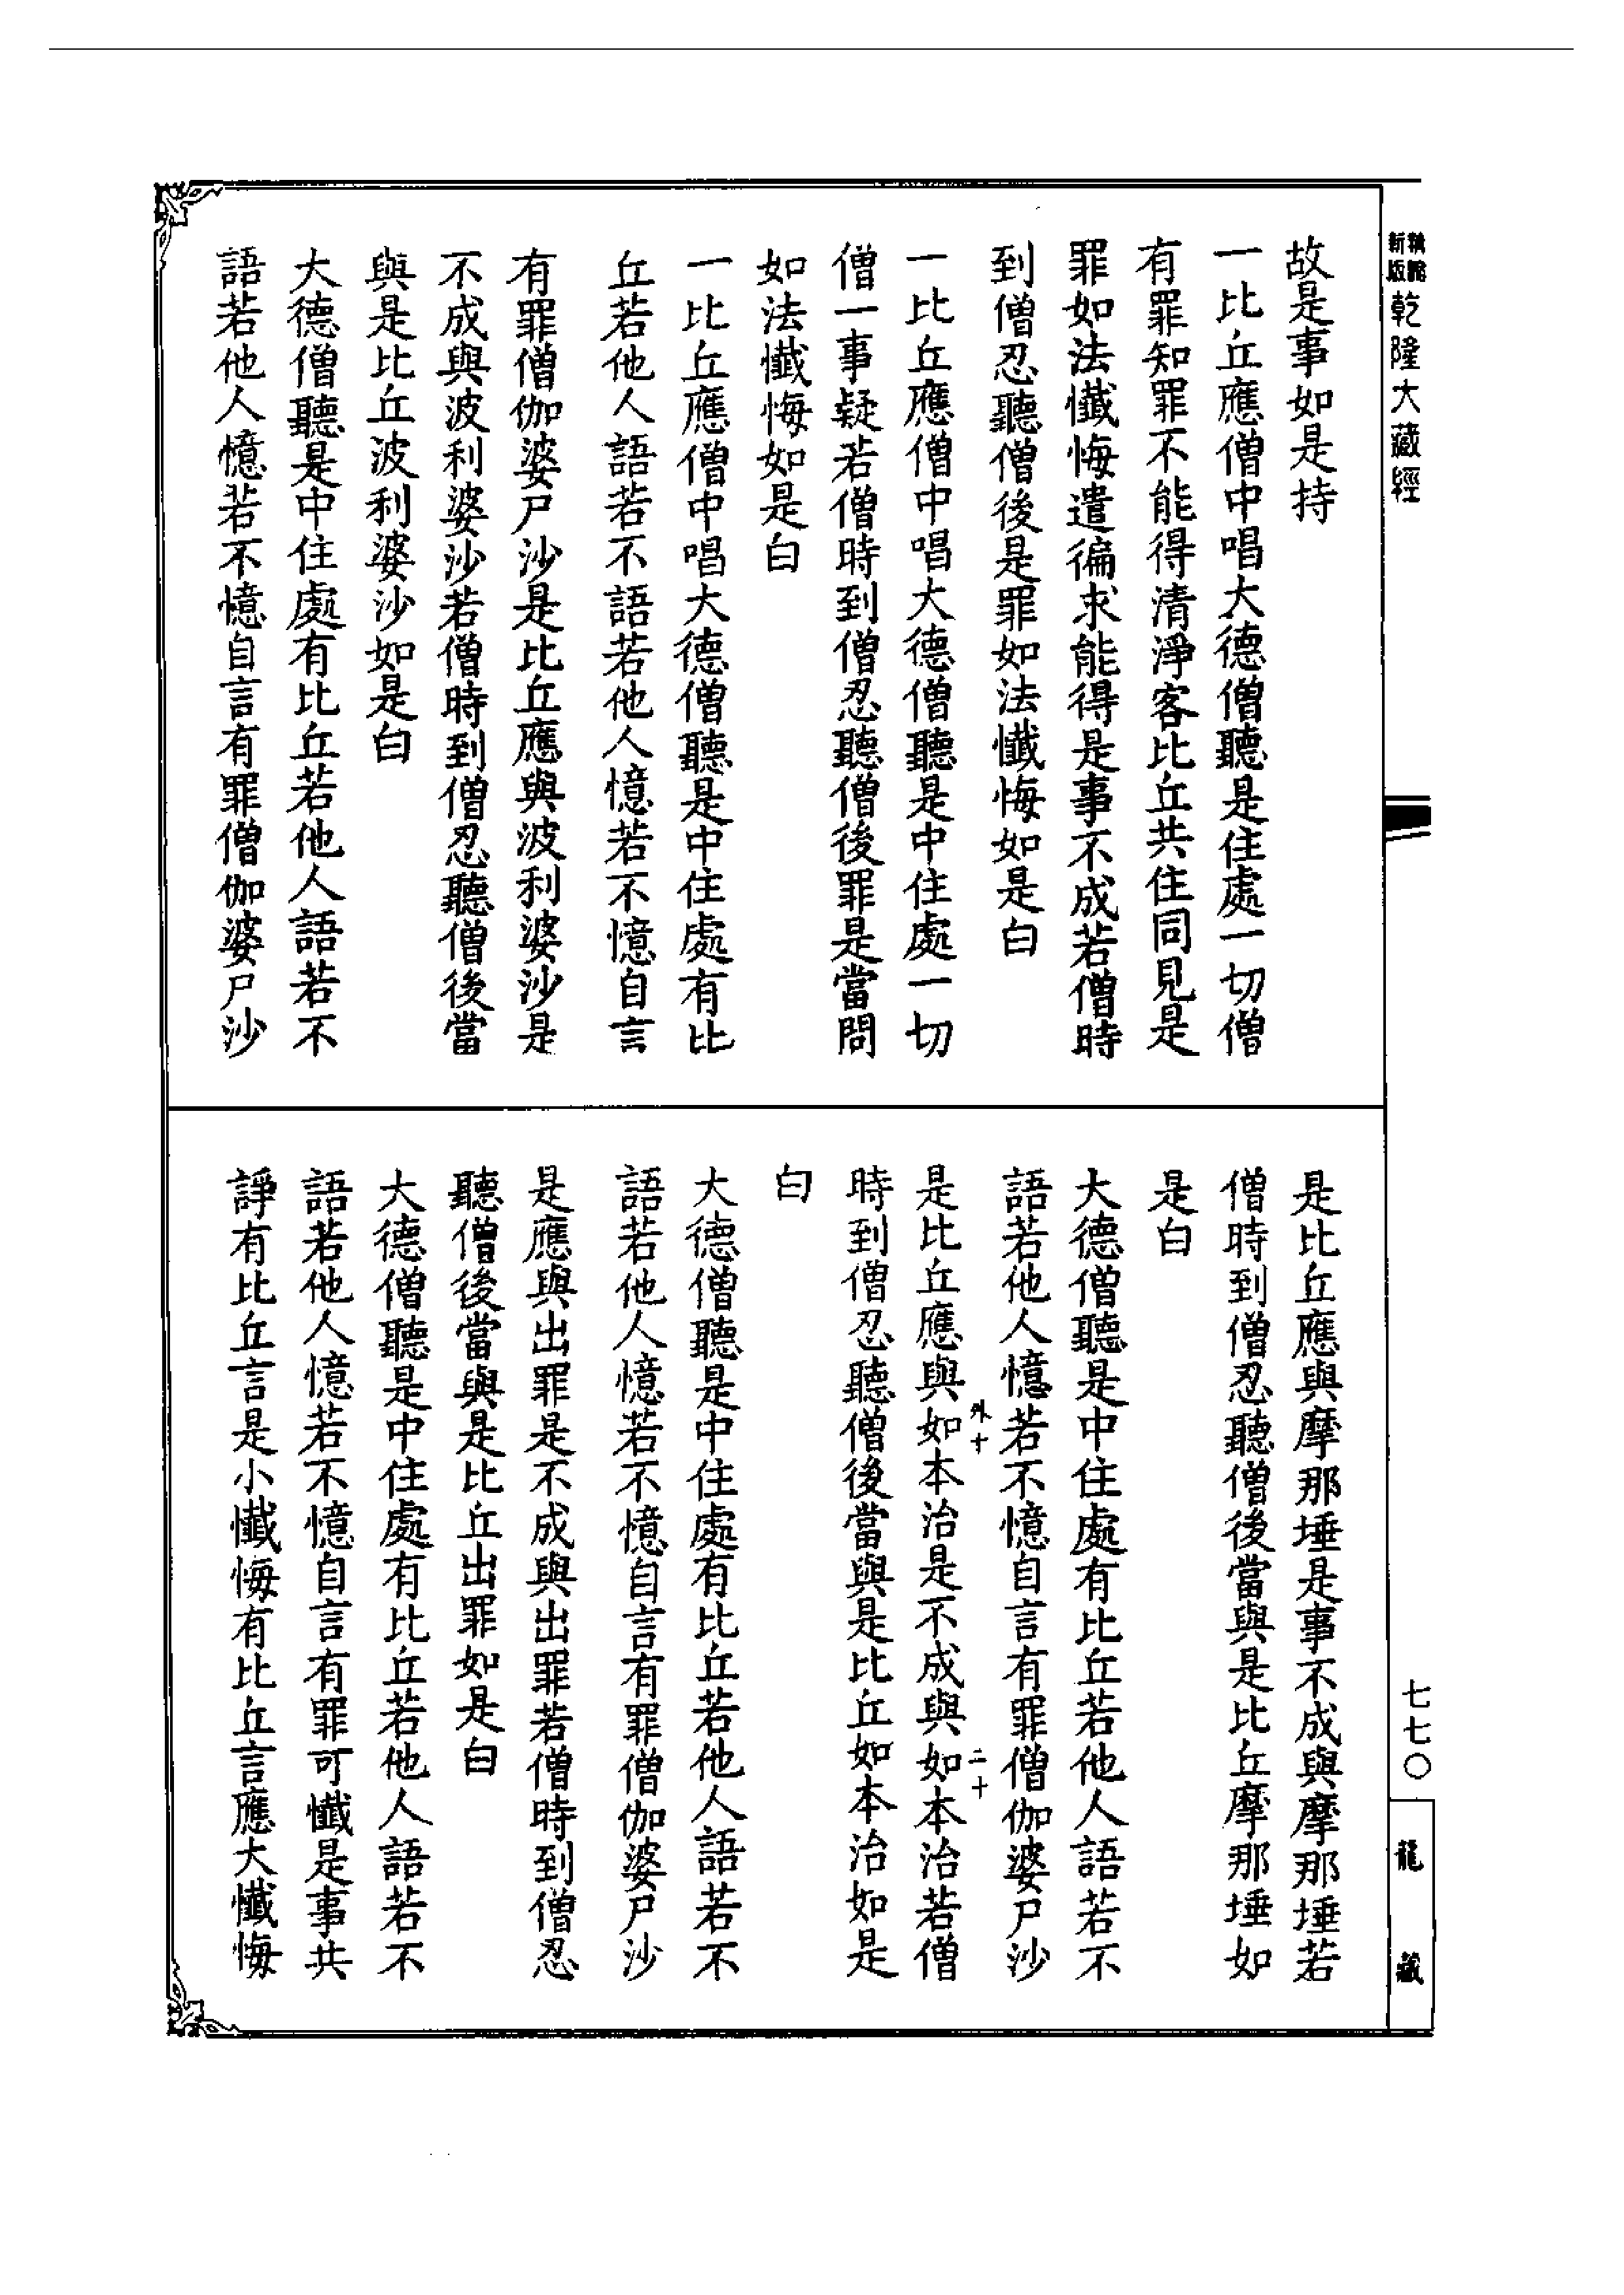 新版
乾隆大藏經
故是事如是持
一比丘應僧中唱大德僧聽是住處一切僧
有罪知罪不能得清淨客比丘共住同見是
罪如法懺悔遣徧求能得是事不成若僧時
到僧忍聽僧後是罪如法懺悔如是白
一比丘應僧中唱大德僧聽是中住處一切
僧一事疑若僧時到僧忍聽僧後罪是當問
如法懺悔如是白
一比丘應僧中唱大德僧聽是中住處有比
丘若他人語若不語若他人憶若不憶自言
有罪僧伽婆尸沙是比丘應與波利婆沙是
不成與波利婆沙若僧時到僧忍聽僧後當
與是比丘波利婆沙如是白
大德僧聽是中住處有比丘若他人語若不
語若他人憶若不憶自言有罪僧伽婆尸沙
是比丘應與摩那埵是事不成與摩那埵若
僧時到僧忍聽僧後當與是比丘摩那埵如
是白
大德僧聽是中住處有比丘若他人語若不
語若他人憶若不憶自言有罪僧伽婆尸沙
外十
二十
是比丘應與如本治是不成與如本治若僧
時到僧忍聽僧後當與是比丘如本治如是
白
大德僧聽是中住處有比丘若他人語若不
語若他人憶若不憶自言有罪僧伽婆尸沙
是應與出罪是不成與出罪若僧時到僧忍
聽僧後當與是比丘出罪如是白
大德僧聽是中住處有比丘若他人語若不
語若他人憶若不憶自言有罪可懺是事共
諍有比丘言是小懺悔有比丘言應大懺悔
七七〇
龍藏